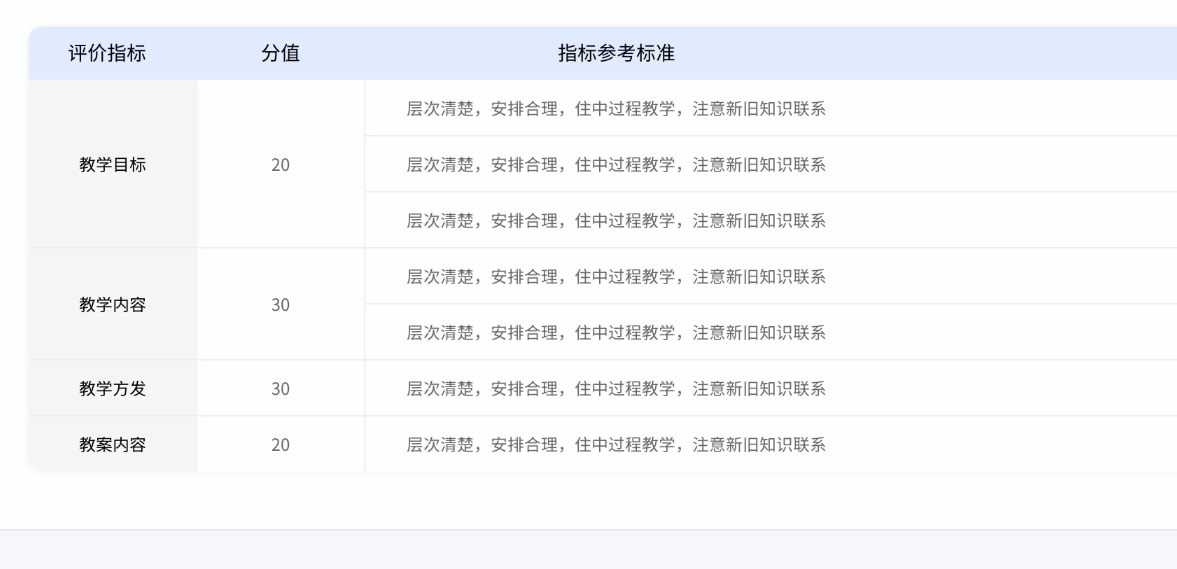 评价指标 分值 指标参考标准
层次清楚，安排合理，住中过程教学，注意新旧知识联系
教学目标 20 层次清楚，安排合理，住中过程教学，注意新旧知识联系
层次清楚，安排合理，住中过程教学，注意新旧知识联系
层次清楚，安排合理，住中过程教学，注意新旧知识联系
教学内容 30
层次清楚，安排合理，住中过程教学，注意新旧知识联系
教学方发 30 层次清楚，安排合理，住中过程教学，注意新旧知识联系
教案内容 20 层次清楚，安排合理，住中过程教学，注意新旧知识联系